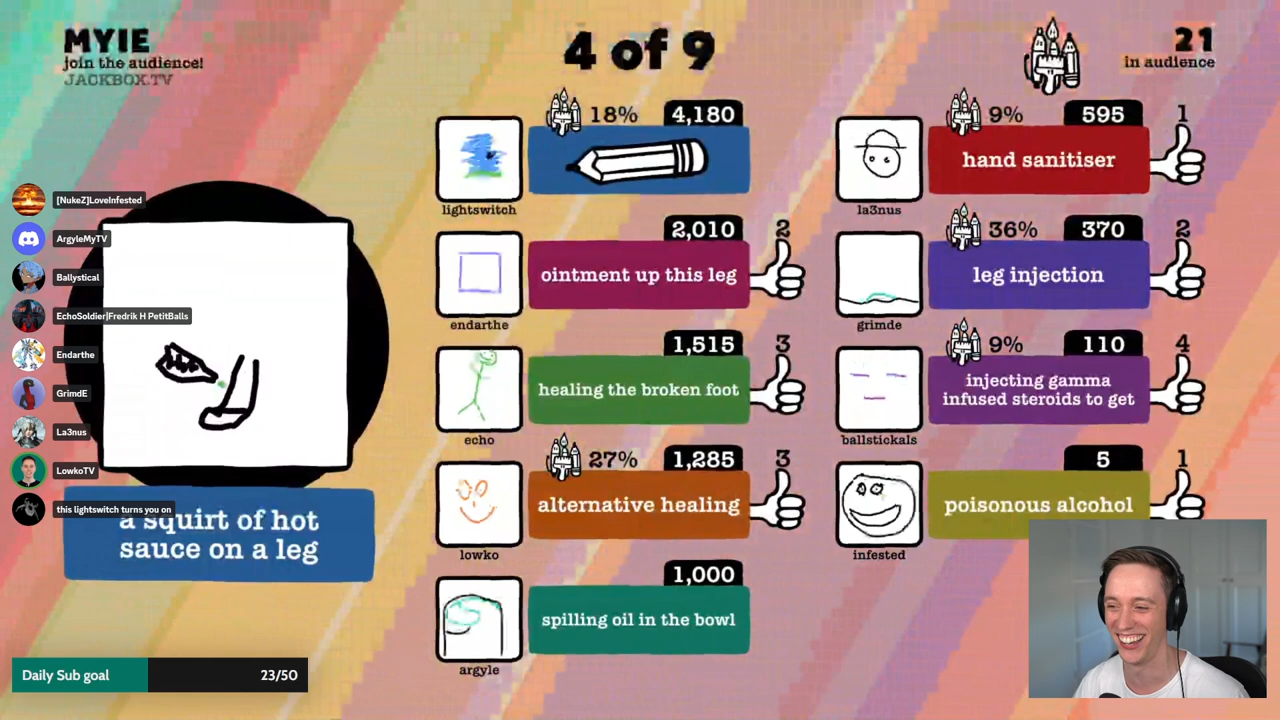 MYIE
join the audience!
JACKBOX.TV
4 of 9
21
in audience
[NukeZ]LoveInfested
ArgyleMyTV
Ballystical
EchoSoldier|Fredrik H PetitBalls
Endarthe
GrimdE
La3nus
LowkoTV
this lightswitch turns you on
a squirt of hot
sauce on a leg
Daily Sub goal
23/50
18%
4,180
lightswitch
2,010
2
ointment up this leg
endarthe
1,515
3
healing the broken foot
echo
27%
1,285
3
alternative healing
lowko
1,000
spilling oil in the bowl
argyle
9%
595
1
hand sanitiser
la3nus
36%
370
2
leg injection
grimde
9%
110
4
injecting gamma
infused steroids to get
ballstickals
5
1
poisonous alcohol
infested